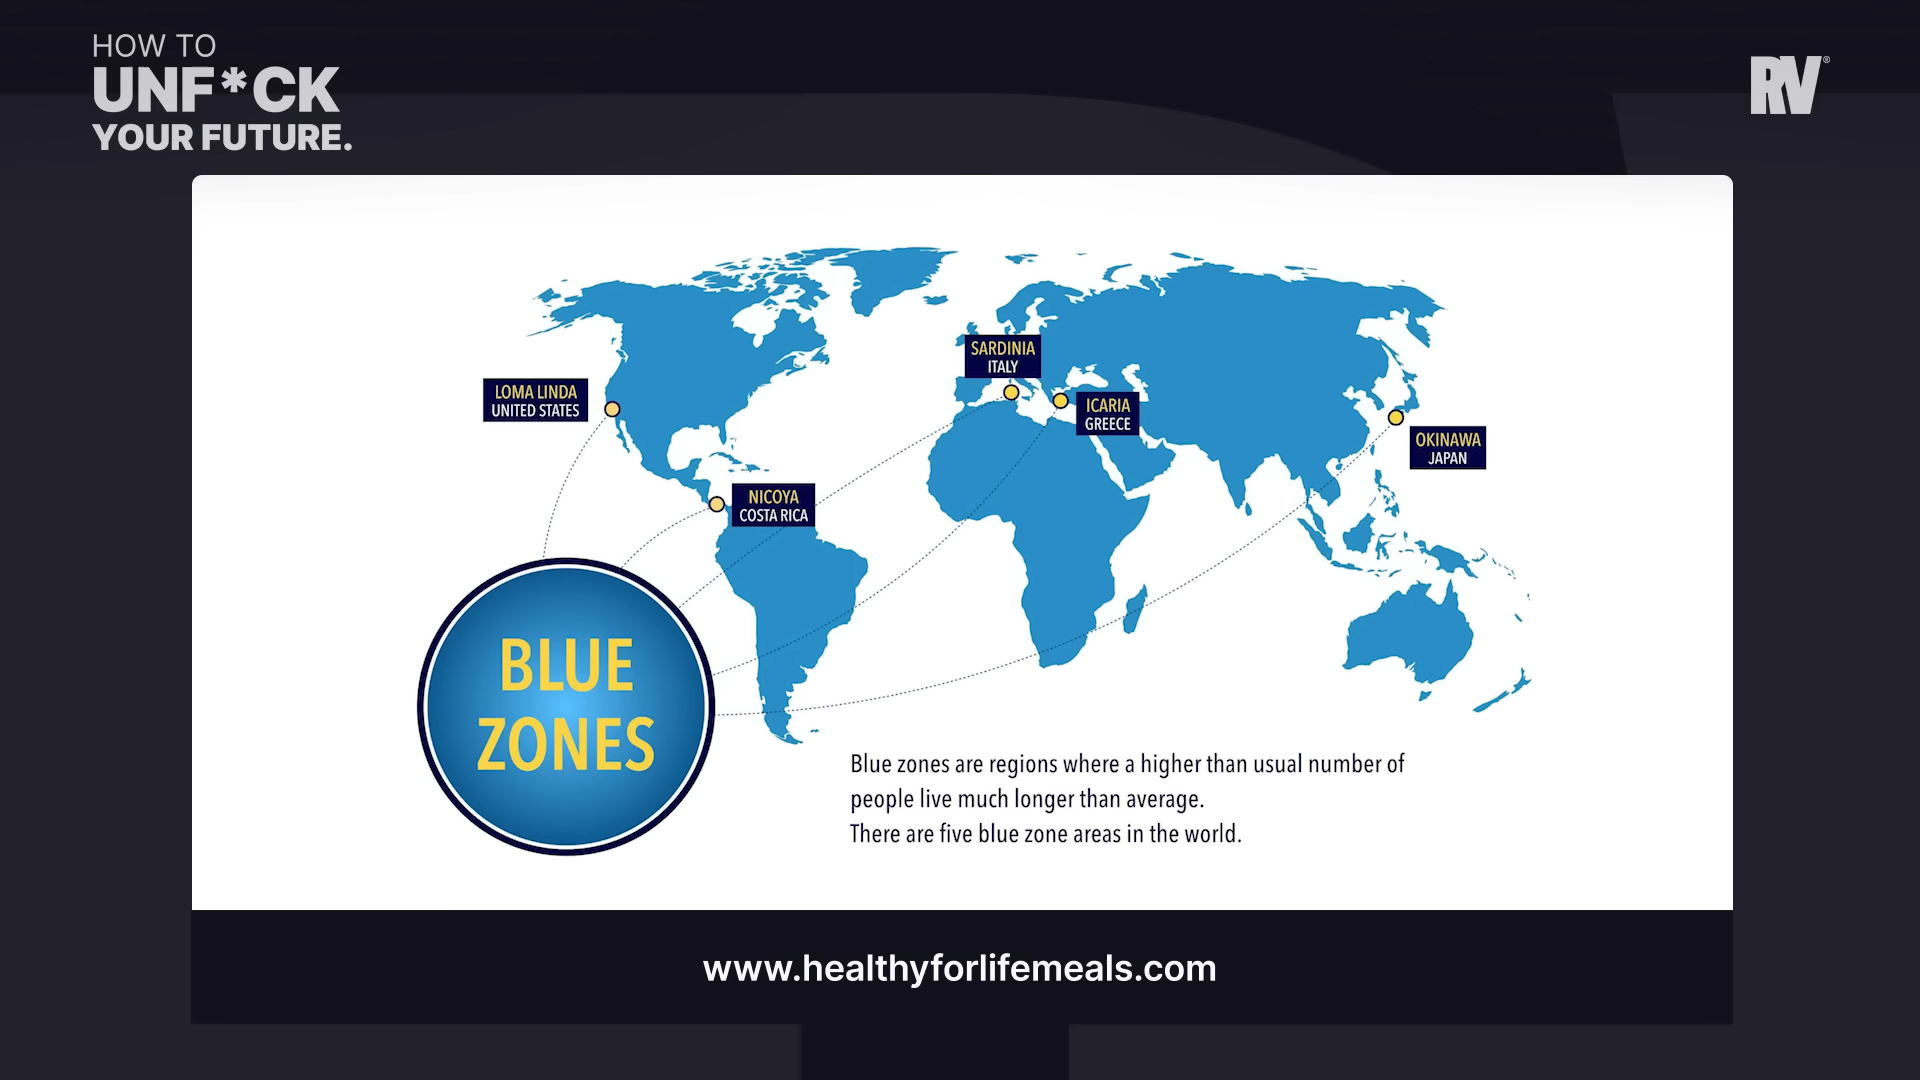 HOW TO
UNF*CK
YOUR FUTURE.
RV®
LOMA LINDA
UNITED STATES
SARDINIA
ITALY
ICARIA
GREECE
OKINAWA
JAPAN
NICOYA
COSTA RICA
BLUE
ZONES
Blue zones are regions where a higher than usual number of
people live much longer than average.
There are five blue zone areas in the world.
www.healthyforlifemeals.com